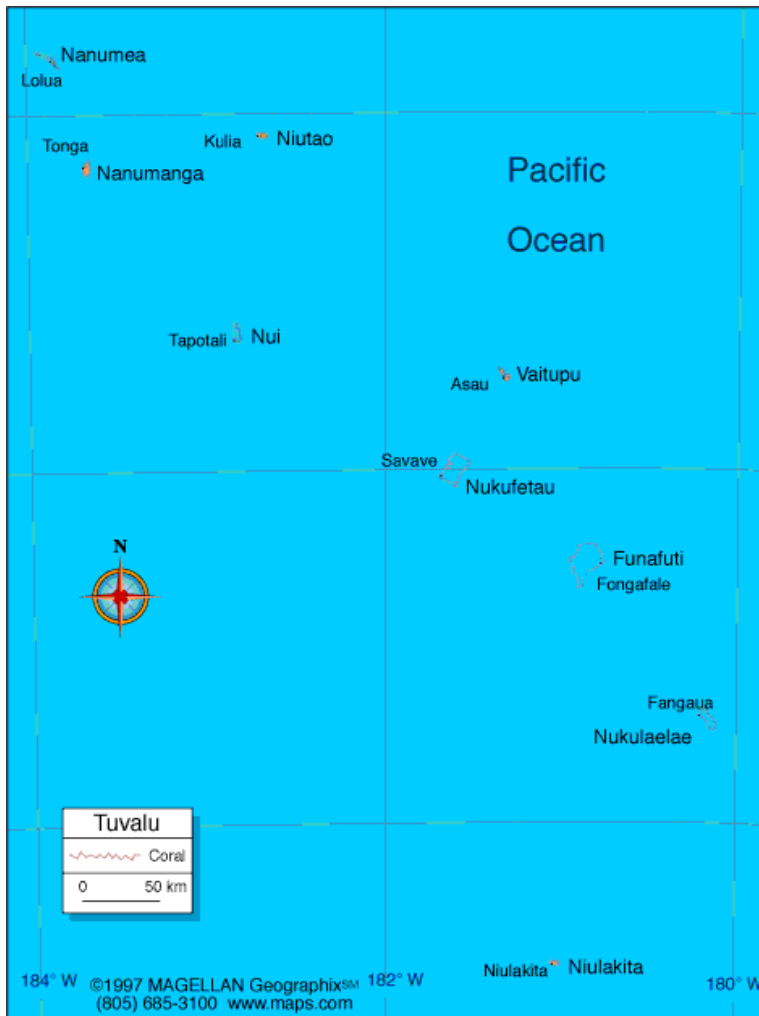 Nanumea
Lolua
Kulia
Niutao
Tonga
Nanumanga
Pacific
Ocean
Tapotali
Nui
Vaitupu
Asau
Savave
Nukufetau
N
Funafuti
Fongafale
Fangaua
Nukulaelae
Tuvalu
Coral
0 50 km
Niulakita Niulakita
184° W
182° W
180° W
©1997 MAGELLAN Geographix℠
(805) 685-3100 www.maps.com